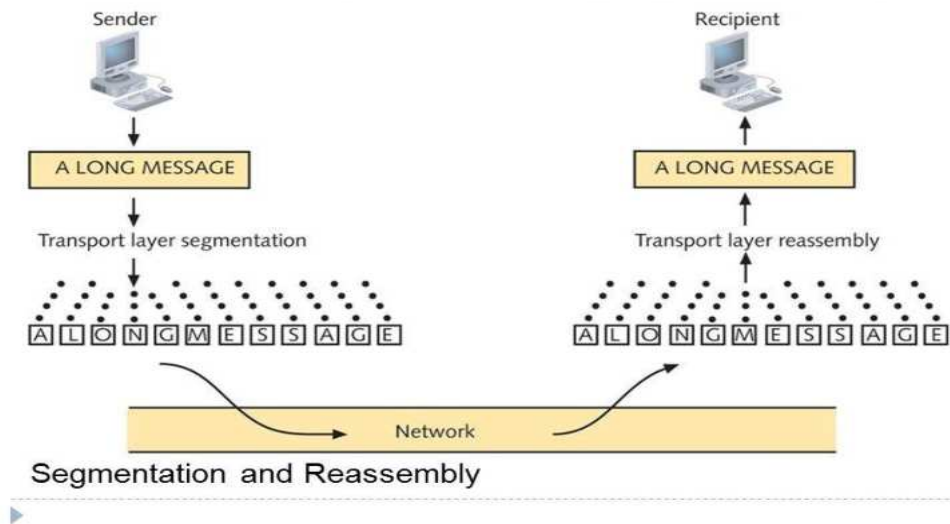 Sender
Recipient
A LONG MESSAGE
A LONG MESSAGE
Transport layer segmentation
Transport layer reassembly
A L O N G M E S S A G E
A L O N G M E S S A G E
Network
Segmentation and Reassembly